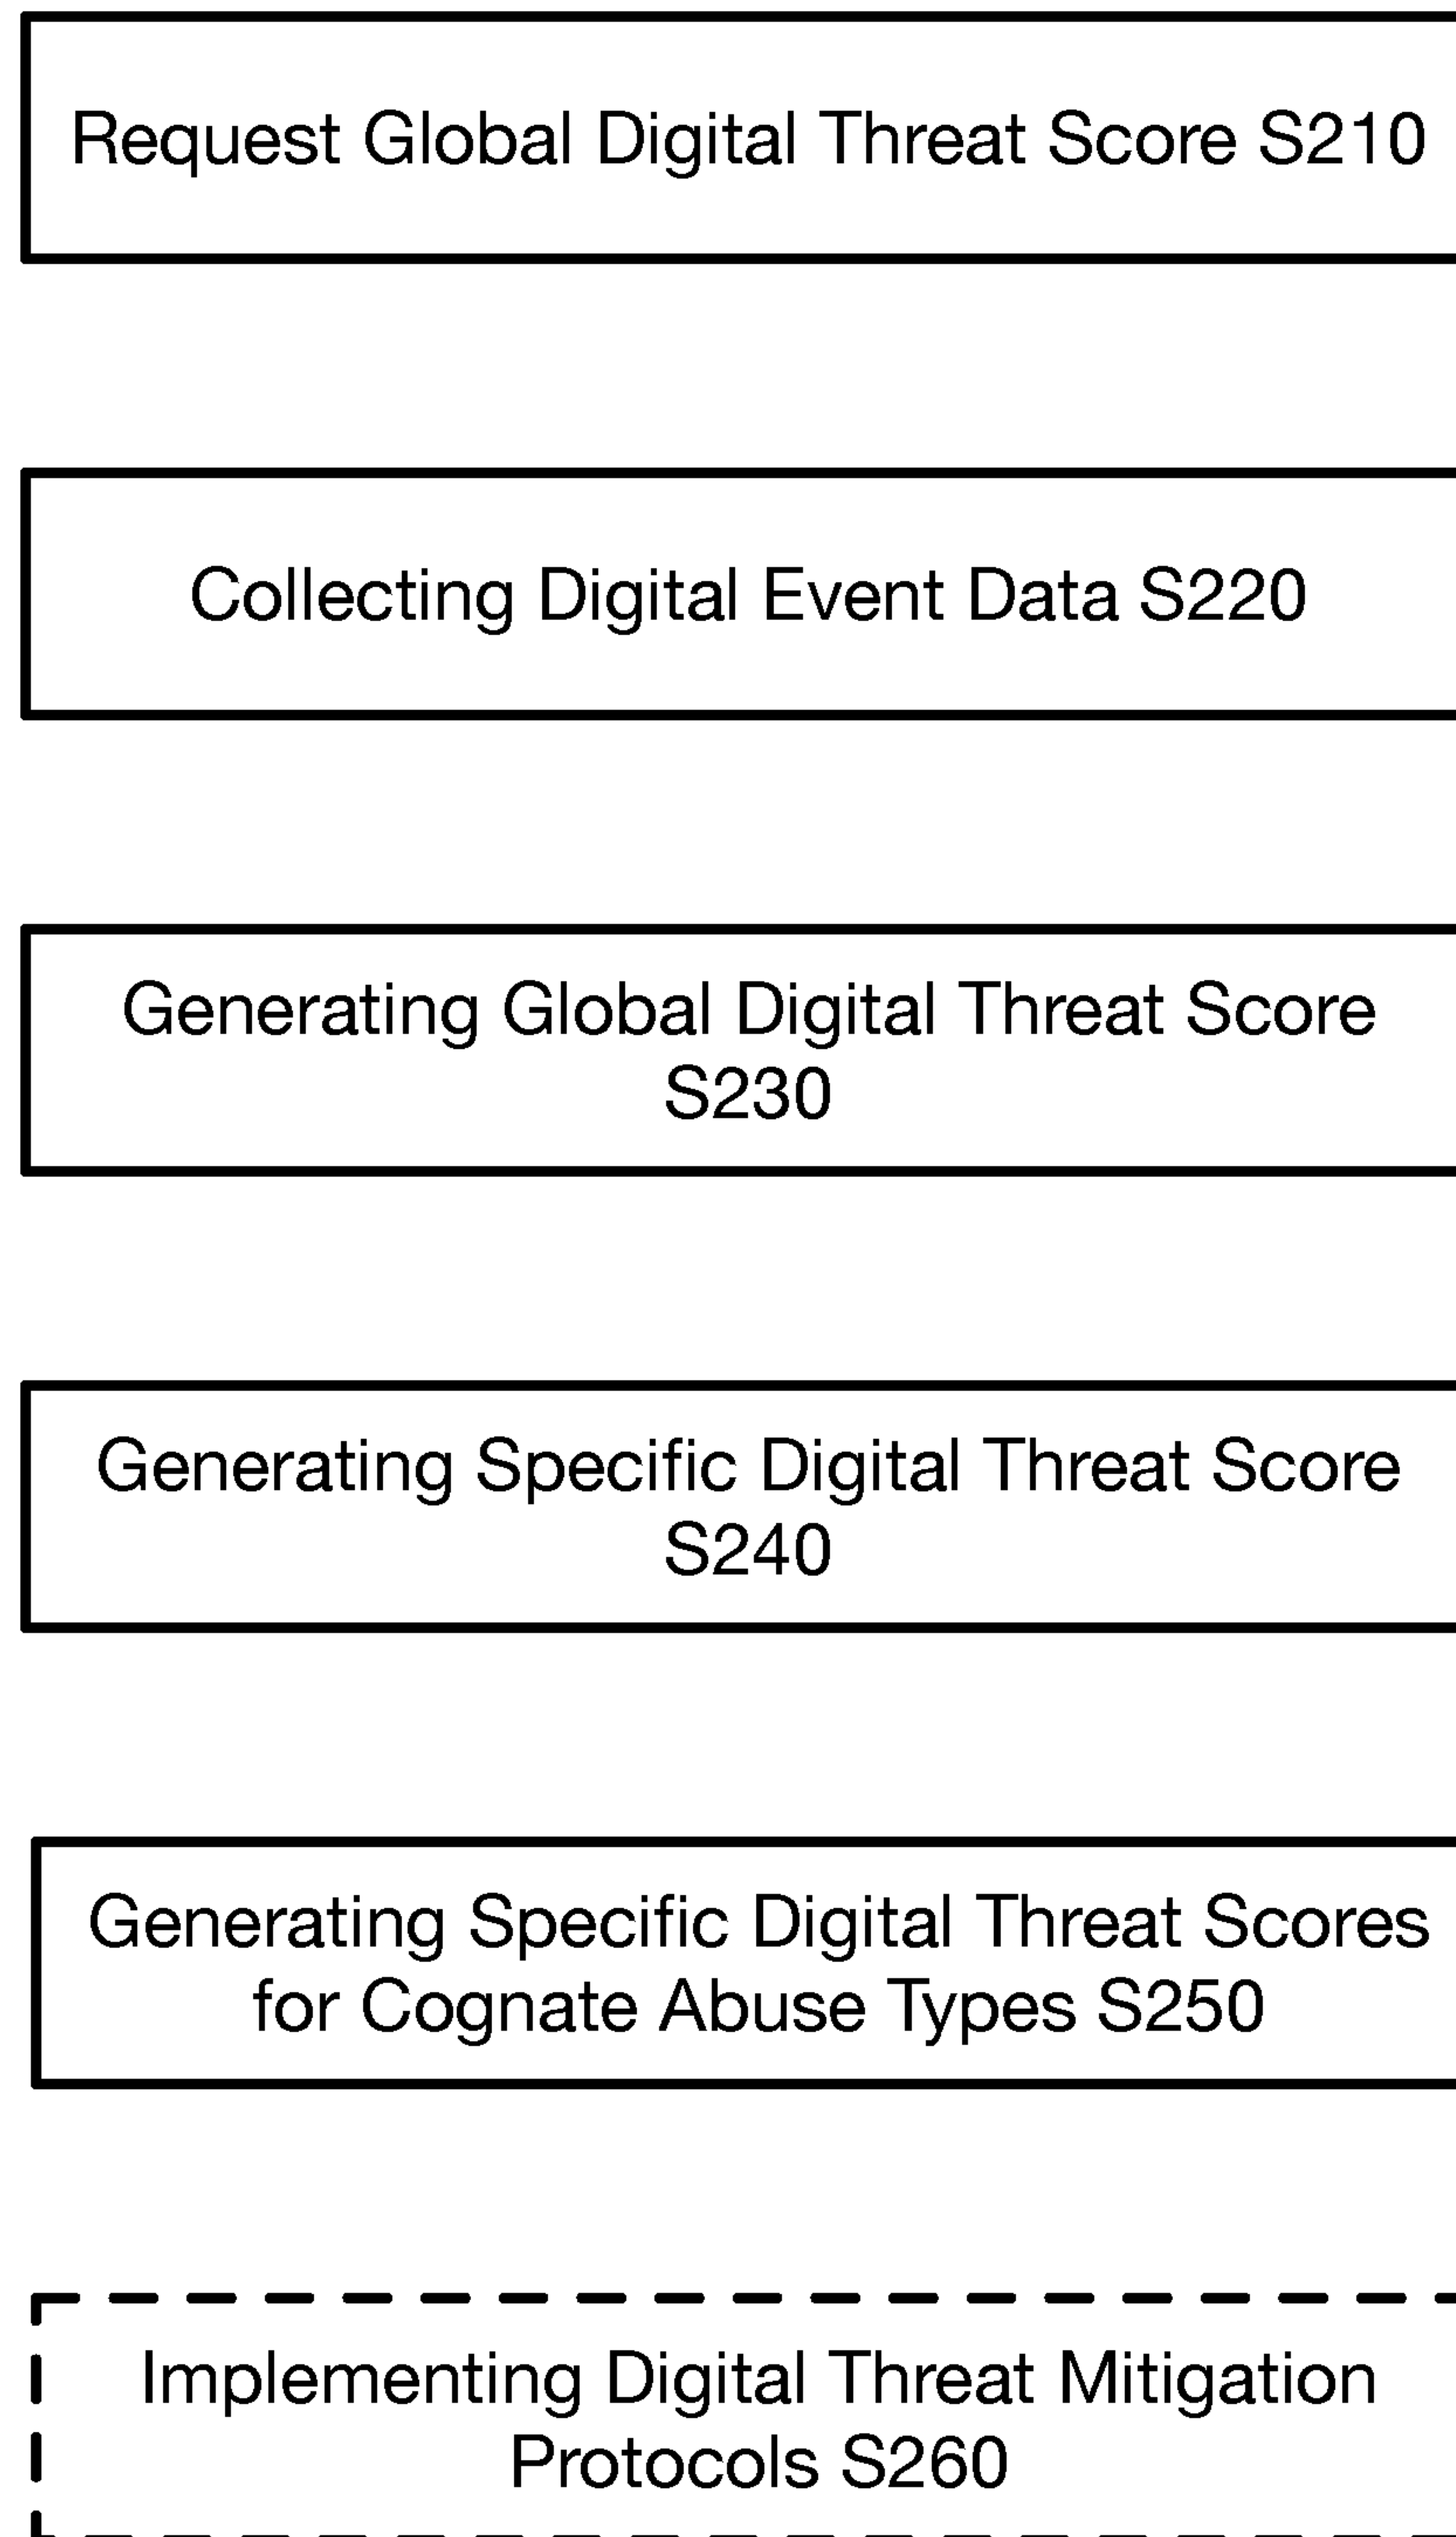 Request Global Digital Threat Score S210
Collecting Digital Event Data S220
Generating Global Digital Threat Score
S230
Generating Specific Digital Threat Score
S240
Generating Specific Digital Threat Scores
for Cognate Abuse Types S250
Implementing Digital Threat Mitigation
Protocols S260